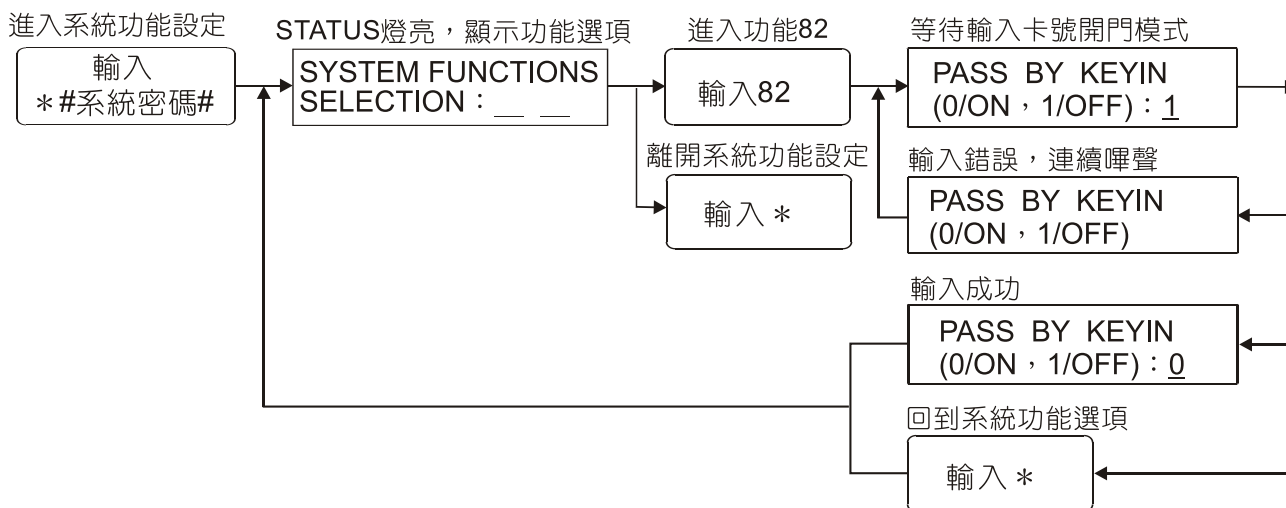 進入系統功能設定
輸入
＊#系統密碼#
STATUS燈亮，顯示功能選項
SYSTEM FUNCTIONS
SELECTION：__ __
進入功能82
輸入82
離開系統功能設定
輸入＊
等待輸入卡號開門模式
PASS BY KEYIN
(0/ON，1/OFF)：1
輸入錯誤，連續嗶聲
PASS BY KEYIN
(0/ON，1/OFF)
輸入成功
PASS BY KEYIN
(0/ON，1/OFF)：0
回到系統功能選項
輸入＊